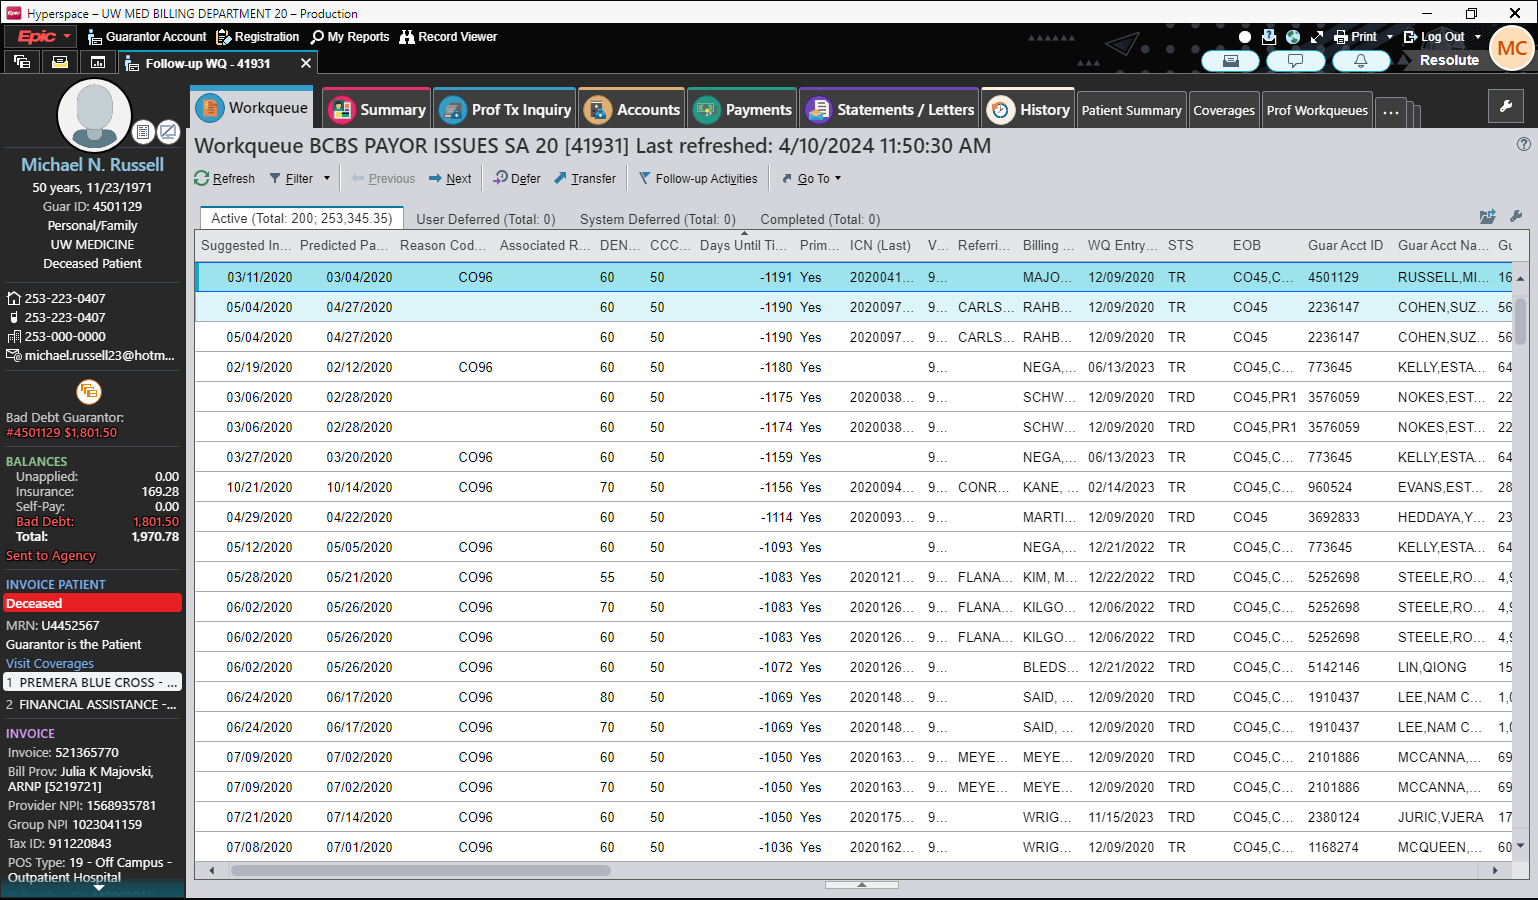 Hyperspace – UW MED BILLING DEPARTMENT 20 – Production
Epic
Guarantor Account
Registration
My Reports
Record Viewer
Print
Log Out
MC
Follow-up WQ - 41931
Resolute
Michael N. Russell
50 years, 11/23/1971
Guar ID: 4501129
Personal/Family
UW MEDICINE
Deceased Patient
253-223-0407
253-223-0407
253-000-0000
michael.russell23@hotm...
Bad Debt Guarantor:
#4501129 $1,801.50
BALANCES
Unapplied: 0.00
Insurance: 169.28
Self-Pay: 0.00
Bad Debt: 1,801.50
Total: 1,970.78
Sent to Agency
INVOICE PATIENT
Deceased
MRN: U4452567
Guarantor is the Patient
Visit Coverages
1 PREMERA BLUE CROSS - ...
2 FINANCIAL ASSISTANCE -...
INVOICE
Invoice: 521365770
Bill Prov: Julia K Majovski,
ARNP [5219721]
Provider NPI: 1568935781
Group NPI 1023041159
Tax ID: 911220843
POS Type: 19 - Off Campus -
Outpatient Hospital
Workqueue
Summary
Prof Tx Inquiry
Accounts
Payments
Statements / Letters
History
Patient Summary
Coverages
Prof Workqueues
...
Workqueue BCBS PAYOR ISSUES SA 20 [41931] Last refreshed: 4/10/2024 11:50:30 AM
Refresh Filter Previous Next Defer Transfer Follow-up Activities Go To
Active (Total: 200; 253,345.35) User Deferred (Total: 0) System Deferred (Total: 0) Completed (Total: 0)
Suggested In... Predicted Pa... Reason Cod... Associated R... DEN... CCC... Days Until Ti... Prim... ICN (Last) V... Referri... Billing ... WQ Entry... STS EOB Guar Acct ID Guar Acct Na... Gu
03/11/2020 03/04/2020 CO96 60 50 -1191 Yes 2020041... 9... MAJO... 12/09/2020 TR CO45,C... 4501129 RUSSELL,MI... 16
05/04/2020 04/27/2020 60 50 -1190 Yes 2020097... 9... CARLS... RAHB... 12/09/2020 TR CO45 2236147 COHEN,SUZ... 56
05/04/2020 04/27/2020 60 50 -1190 Yes 2020097... 9... CARLS... RAHB... 12/09/2020 TR CO45 2236147 COHEN,SUZ... 56
02/19/2020 02/12/2020 CO96 60 50 -1180 Yes 9... NEGA,... 06/13/2023 TR CO45,C... 773645 KELLY,ESTA... 64
03/06/2020 02/28/2020 60 50 -1175 Yes 2020038... 9... SCHW... 12/09/2020 TRD CO45,PR1 3576059 NOKES,EST... 22
03/06/2020 02/28/2020 60 50 -1174 Yes 2020038... 9... SCHW... 12/09/2020 TRD CO45,PR1 3576059 NOKES,EST... 22
03/27/2020 03/20/2020 CO96 60 50 -1159 Yes 9... NEGA,... 06/13/2023 TR CO45,C... 773645 KELLY,ESTA... 64
10/21/2020 10/14/2020 CO96 70 50 -1156 Yes 2020094... 9... CONR... KANE, ... 02/14/2023 TR CO45,C... 960524 EVANS,EST... 28
04/29/2020 04/22/2020 60 50 -1114 Yes 2020093... 9... MARTI... 12/09/2020 TRD CO45 3692833 HEDDAYA,Y... 23
05/12/2020 05/05/2020 CO96 60 50 -1093 Yes 9... NEGA,... 12/21/2022 TR CO45,C... 773645 KELLY,ESTA... 64
05/28/2020 05/21/2020 CO96 55 50 -1083 Yes 2020121... 9... FLANA... KIM, M... 12/22/2022 TRD CO45,C... 5252698 STEELE,RO... 4,9
06/02/2020 05/26/2020 CO96 70 50 -1083 Yes 2020126... 9... FLANA... KILGO... 12/06/2022 TRD CO45,C... 5252698 STEELE,RO... 4,9
06/02/2020 05/26/2020 CO96 60 50 -1083 Yes 2020126... 9... FLANA... KILGO... 12/06/2022 TRD CO45,C... 5252698 STEELE,RO... 4,9
06/02/2020 05/26/2020 CO96 60 50 -1072 Yes 2020126... 9... BLEDS... 12/21/2022 TRD CO45,C... 5142146 LIN,QIONG 15
06/24/2020 06/17/2020 CO96 80 50 -1069 Yes 2020148... 9... SAID, ... 12/09/2020 TRD CO45,C... 1910437 LEE,NAM C... 1,0
06/24/2020 06/17/2020 CO96 70 50 -1069 Yes 2020148... 9... SAID, ... 12/09/2020 TRD CO45,C... 1910437 LEE,NAM C... 1,0
07/09/2020 07/02/2020 CO96 60 50 -1050 Yes 2020163... 9... MEYE... MEYE... 12/09/2020 TRD CO45,C... 2101886 MCCANNA,... 69
07/09/2020 07/02/2020 CO96 70 50 -1050 Yes 2020163... 9... MEYE... MEYE... 12/09/2020 TRD CO45,C... 2101886 MCCANNA,... 69
07/21/2020 07/14/2020 CO96 60 50 -1050 Yes 2020175... 9... WRIG... 11/15/2023 TRD CO45,C... 2380124 JURIC,VJERA 17
07/08/2020 07/01/2020 CO96 60 50 -1036 Yes 2020162... 9... WRIG... 12/09/2020 TR CO45,C... 1168274 MCQUEEN,... 60